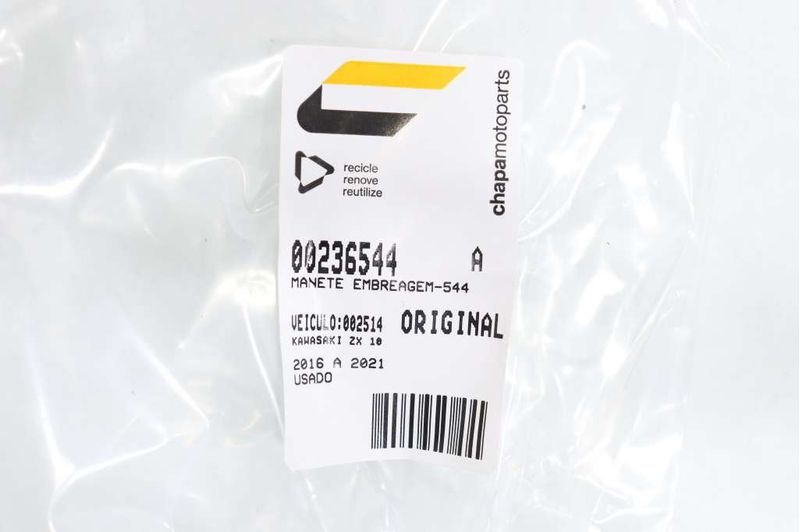 chapamotoparts
recicle
renove
reutilize
00236544 A
MANETE EMBREAGEM-544
VEICULO:002514 ORIGINAL
KAWASAKI ZX 10
2016 A 2021
USADO